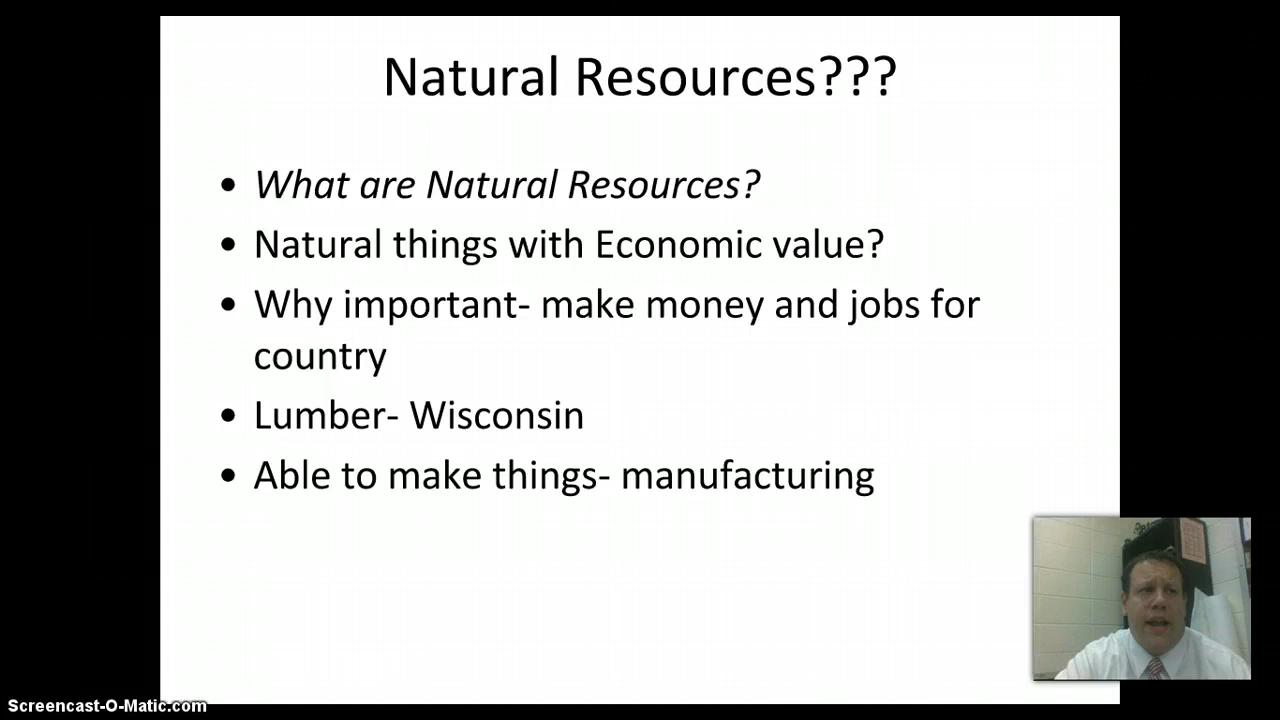 Natural Resources???
• What are Natural Resources?
• Natural things with Economic value?
• Why important- make money and jobs for
country
• Lumber- Wisconsin
• Able to make things- manufacturing
Screencast-O-Matic.com